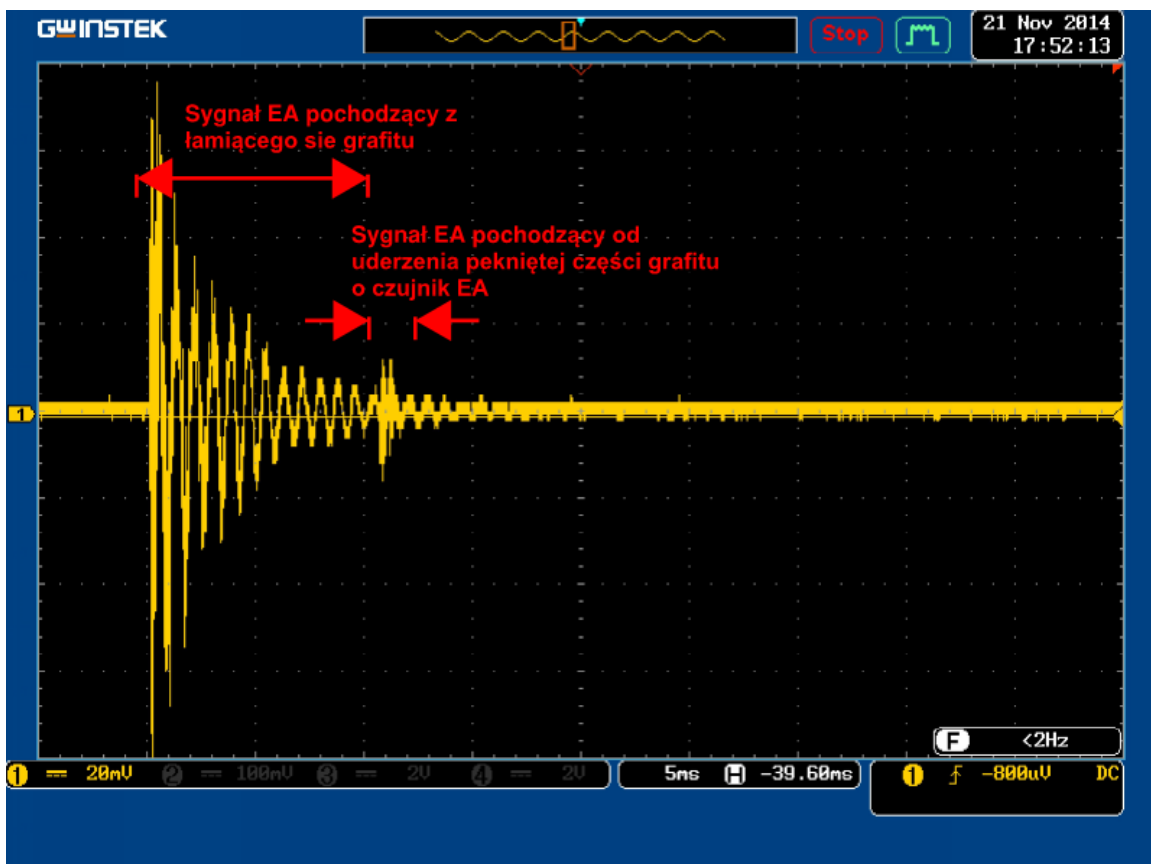 GWINSTEK
Stop
21 Nov 2014
17:52:13
Sygnał EA pochodzący z
łamiącego sie grafitu
Sygnał EA pochodzący od
uderzenia pekniętej części grafitu
o czujnik EA
1
F <2Hz
1 20mV 2 100mV 3 2V 4 2V
5ms H -39.60ms
1 -800uV DC